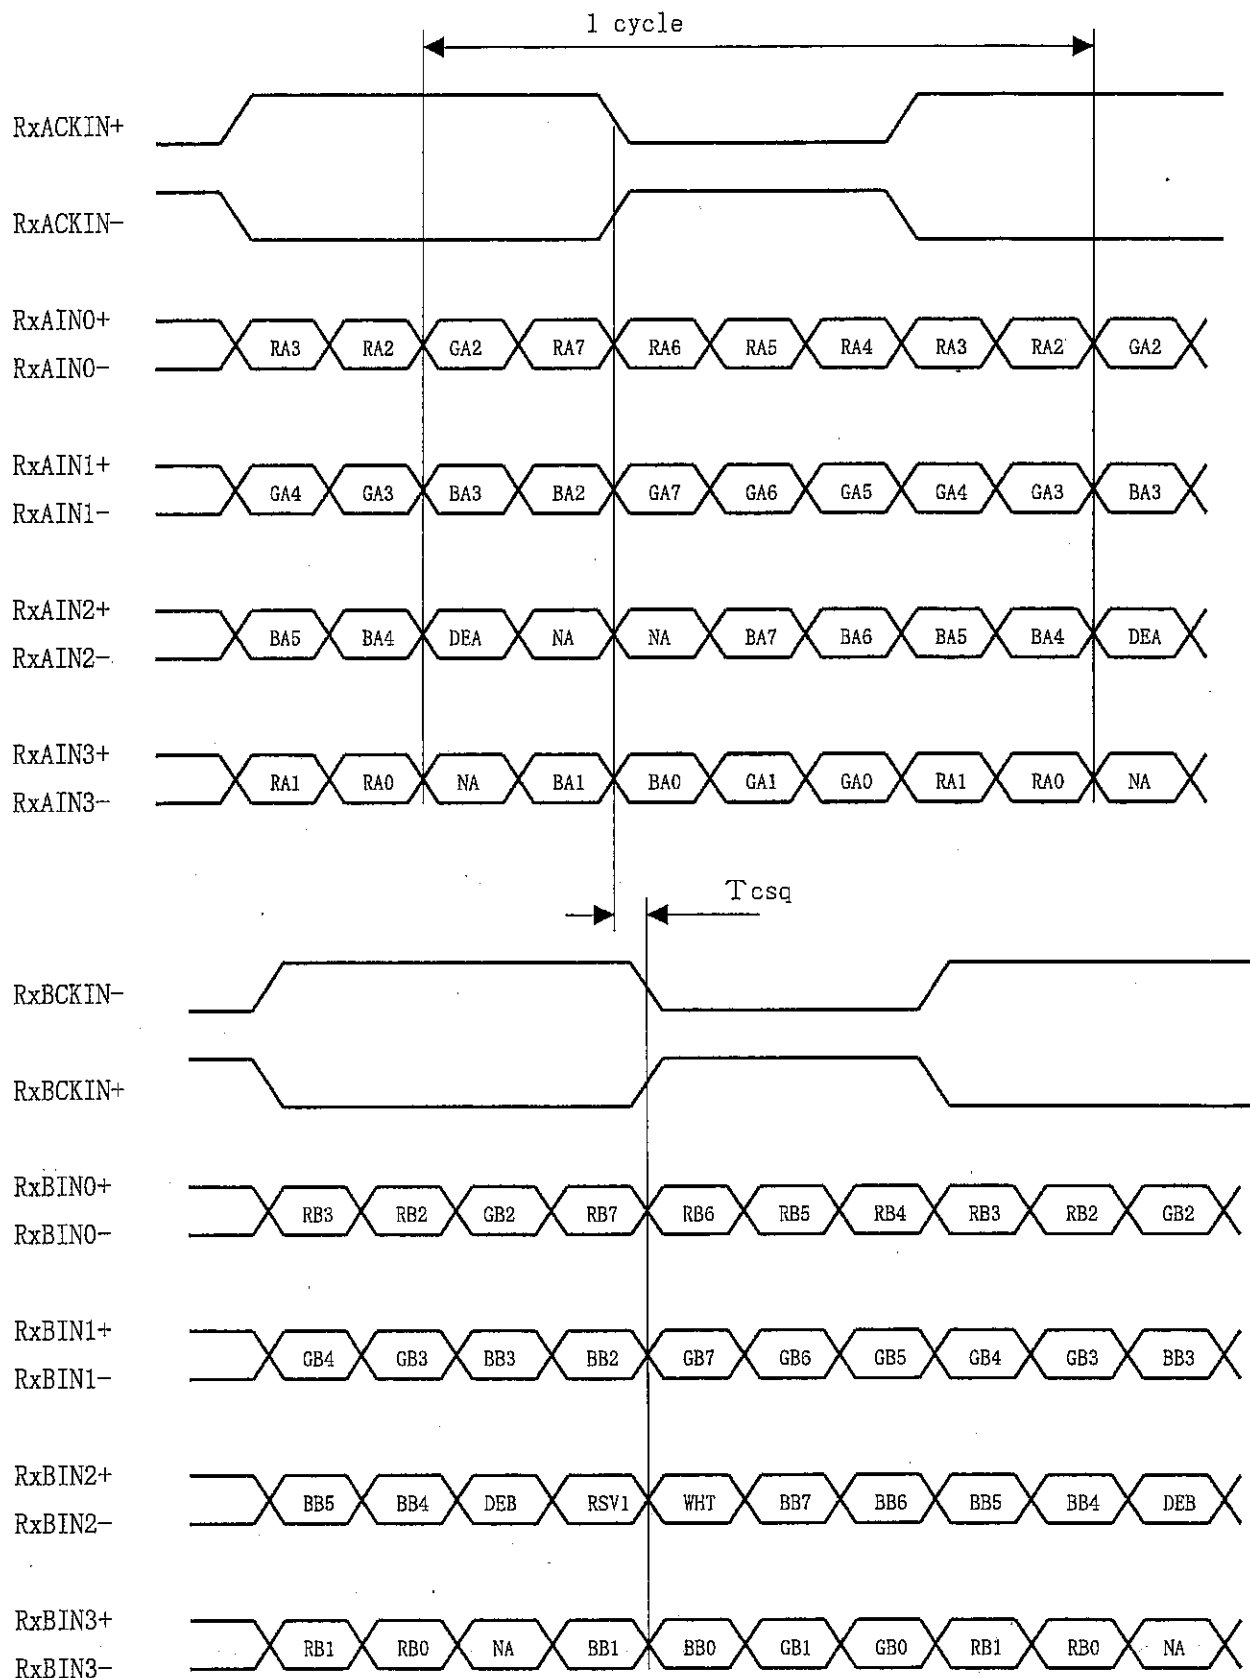 1 cycle
RxACKIN+
RxACKIN-
RxAIN0+
RxAIN0-
RA3 RA2 GA2 RA7 RA6 RA5 RA4 RA3 RA2 GA2
RxAIN1+
RxAIN1-
GA4 GA3 BA3 BA2 GA7 GA6 GA5 GA4 GA3 BA3
RxAIN2+
RxAIN2-
BA5 BA4 DEA NA NA BA7 BA6 BA5 BA4 DEA
RxAIN3+
RxAIN3-
RA1 RA0 NA BA1 BA0 GA1 GA0 RA1 RA0 NA
Tcsq
RxBCKIN-
RxBCKIN+
RxBIN0+
RxBIN0-
RB3 RB2 GB2 RB7 RB6 RB5 RB4 RB3 RB2 GB2
RxBIN1+
RxBIN1-
GB4 GB3 BB3 BB2 GB7 GB6 GB5 GB4 GB3 BB3
RxBIN2+
RxBIN2-
BB5 BB4 DEB RSV1 WHT BB7 BB6 BB5 BB4 DEB
RxBIN3+
RxBIN3-
RB1 RB0 NA BB1 BB0 GB1 GB0 RB1 RB0 NA